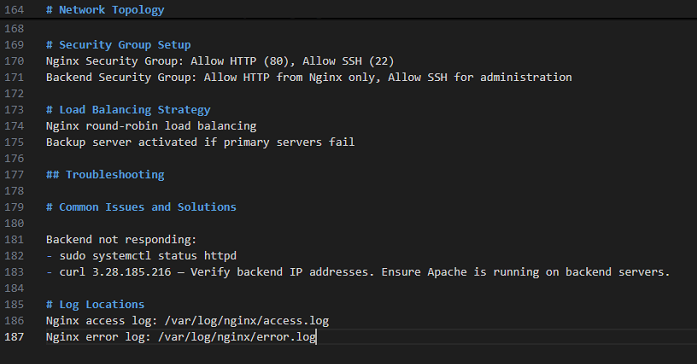 164 # Network Topology
168
169 # Security Group Setup
170 Nginx Security Group: Allow HTTP (80), Allow SSH (22)
171 Backend Security Group: Allow HTTP from Nginx only, Allow SSH for administration
172
173 # Load Balancing Strategy
174 Nginx round-robin load balancing
175 Backup server activated if primary servers fail
176
177 ## Troubleshooting
178
179 # Common Issues and Solutions
180
181 Backend not responding:
182 - sudo systemctl status httpd
183 - curl 3.28.185.216 – Verify backend IP addresses. Ensure Apache is running on backend servers.
184
185 # Log Locations
186 Nginx access log: /var/log/nginx/access.log
187 Nginx error log: /var/log/nginx/error.log